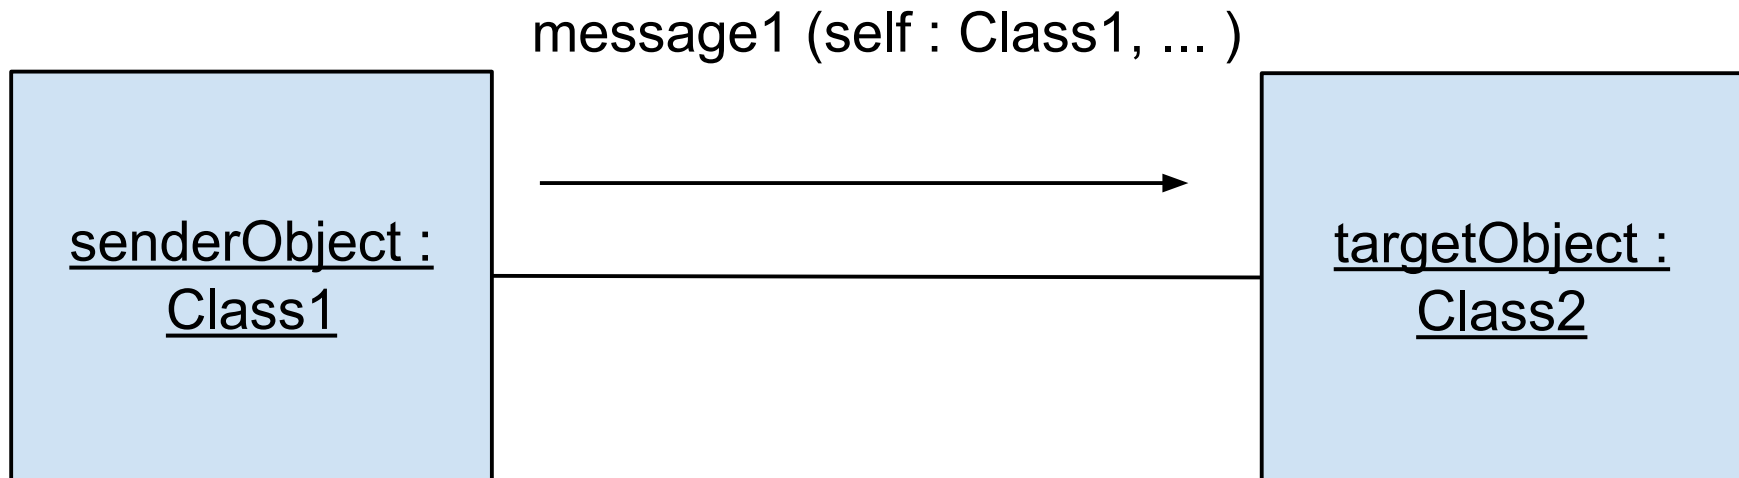 message1 (self : Class1, ... )
senderObject :
Class1
targetObject :
Class2